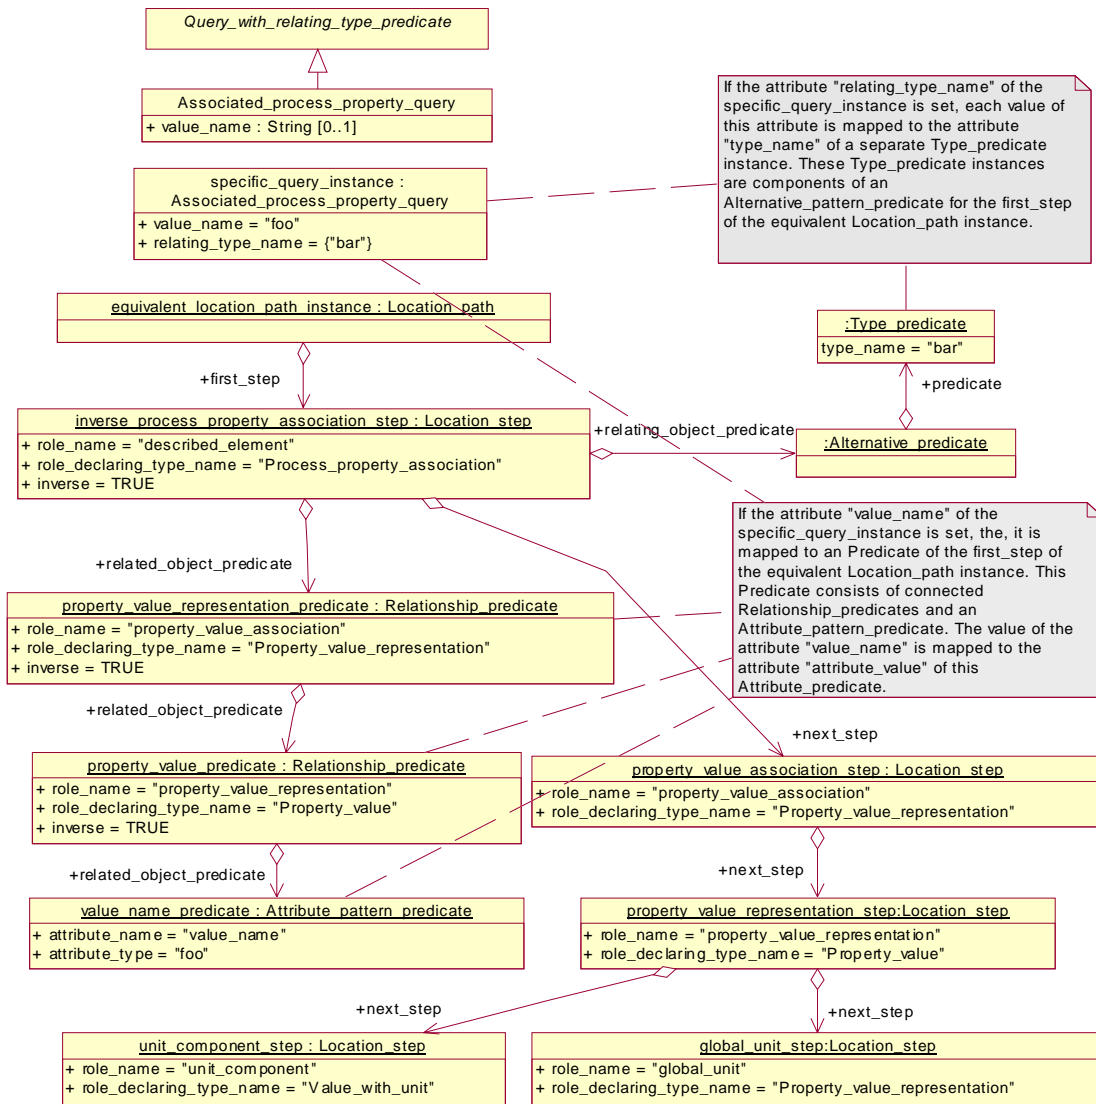 Query_with_relating_type_predicate
Associated_process_property_query
+ value_name : String [0..1]
specific_query_instance :
Associated_process_property_query
+ value_name = "foo"
+ relating_type_name = {"bar"}
If the attribute "relating_type_name" of the
specific_query_instance is set, each value of
this attribute is mapped to the attribute
"type_name" of a separate Type_predicate
instance. These Type_predicate instances
are components of an
Alternative_pattern_predicate for the first_step
of the equivalent Location_path instance.
equivalent_location_path_instance : Location_path
:Type_predicate
type_name = "bar"
+first_step
+predicate
inverse_process_property_association_step : Location_step
+ role_name = "described_element"
+ role_declaring_type_name = "Process_property_association"
+ inverse = TRUE
+relating_object_predicate
:Alternative_predicate
If the attribute "value_name" of the
specific_query_instance is set, the, it is
mapped to an Predicate of the first_step of
the equivalent Location_path instance. This
Predicate consists of connected
Relationship_predicates and an
Attribute_pattern_predicate. The value of the
attribute "value_name" is mapped to the
attribute "attribute_value" of this
Attribute_predicate.
+related_object_predicate
property_value_representation_predicate : Relationship_predicate
+ role_name = "property_value_association"
+ role_declaring_type_name = "Property_value_representation"
+ inverse = TRUE
+related_object_predicate
+next_step
property_value_predicate : Relationship_predicate
+ role_name = "property_value_representation"
+ role_declaring_type_name = "Property_value"
+ inverse = TRUE
property_value_association_step : Location_step
+ role_name = "property_value_association"
+ role_declaring_type_name = "Property_value_representation"
+related_object_predicate
+next_step
value_name_predicate : Attribute_pattern_predicate
+ attribute_name = "value_name"
+ attribute_type = "foo"
property_value_representation_step:Location_step
+ role_name = "property_value_representation"
+ role_declaring_type_name = "Property_value"
+next_step
+next_step
unit_component_step : Location_step
+ role_name = "unit_component"
+ role_declaring_type_name = "Value_with_unit"
global_unit_step:Location_step
+ role_name = "global_unit"
+ role_declaring_type_name = "Property_value_representation"